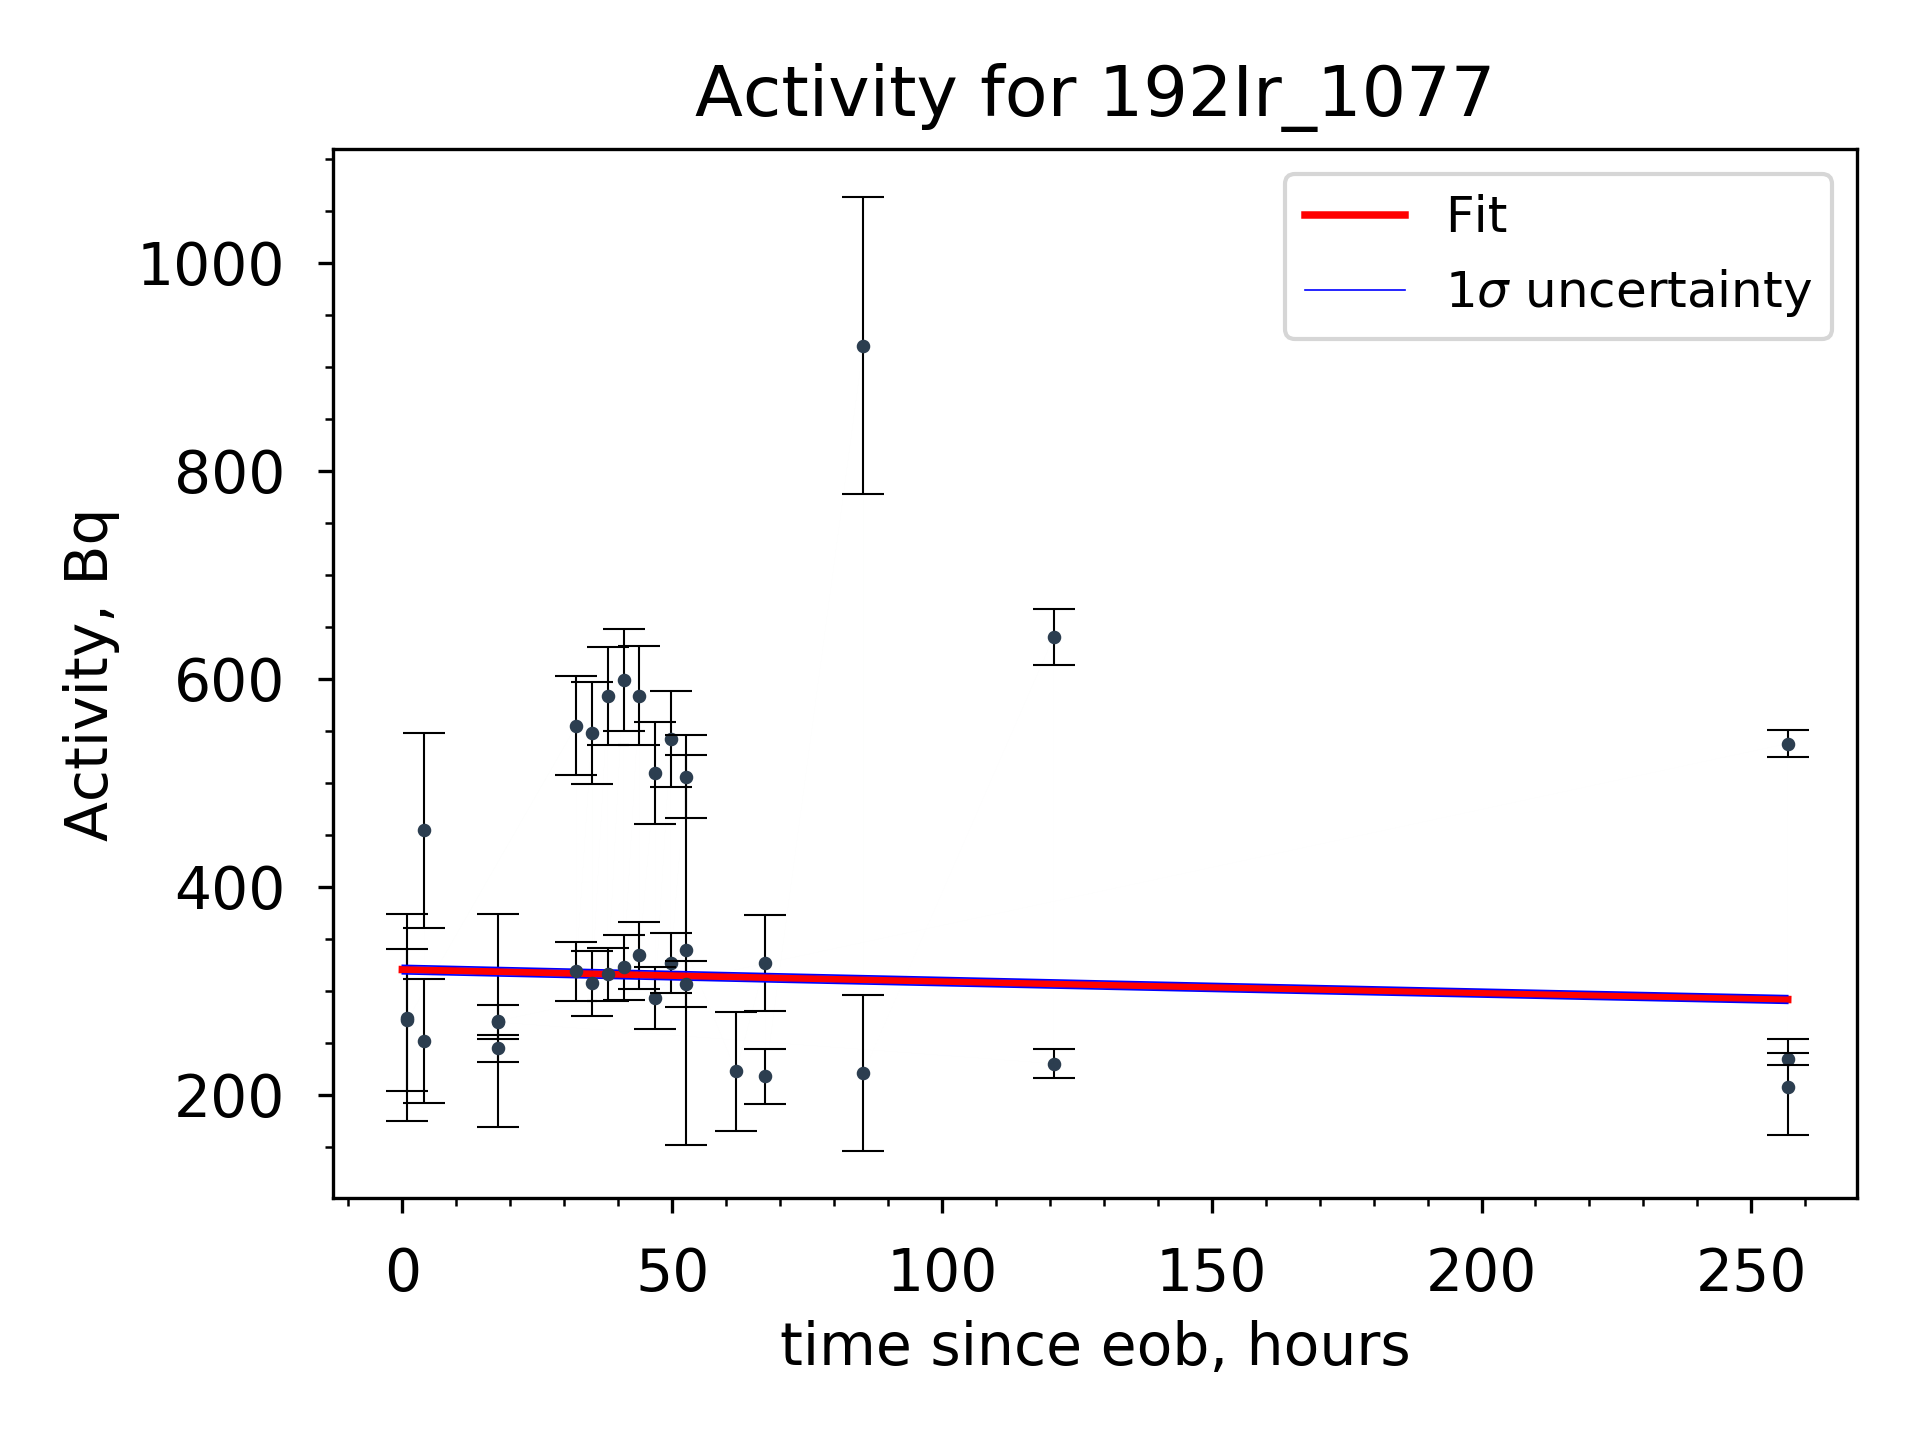 Activity for 192Ir_1077
Fit
1σ uncertainty
Activity, Bq
1000
800
600
400
200
0 50 100 150 200 250
time since eob, hours